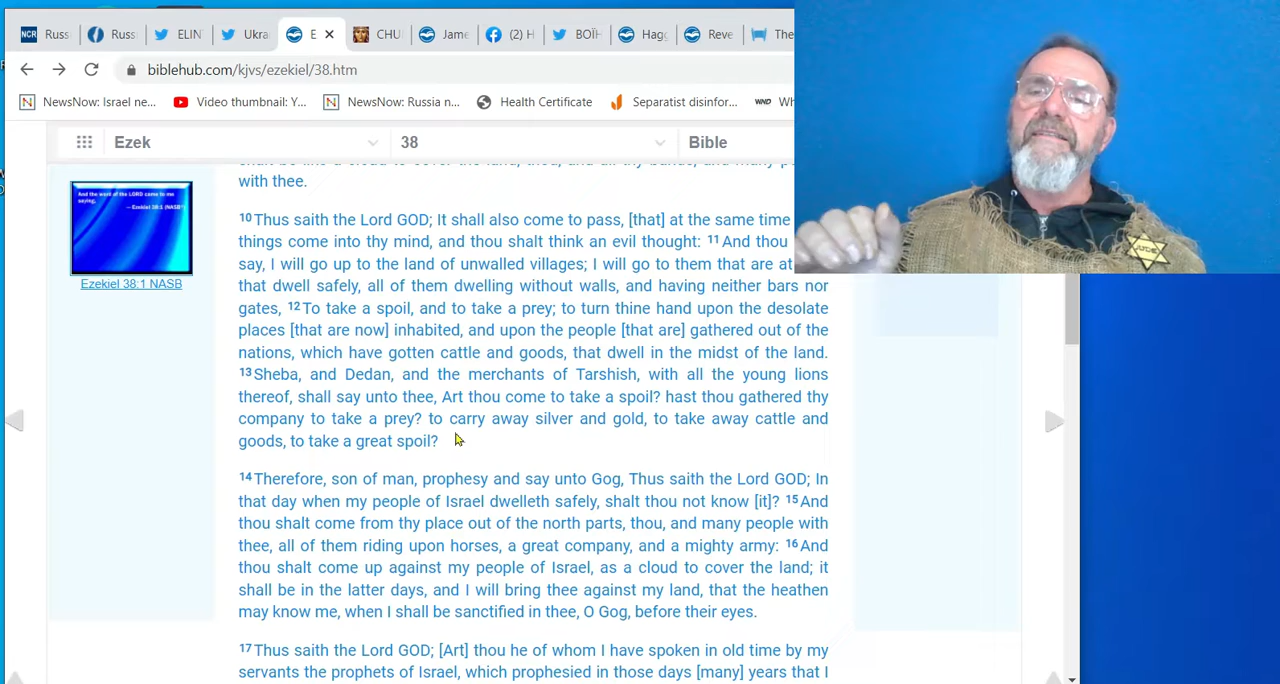 NCR Russ
Russ
ELIN
Ukra
E
CHU
Jame
(2) H
BOÏH
Hagg
Reve
The
biblehub.com/kjvs/ezekiel/38.htm
NewsNow: Israel ne...
Video thumbnail: Y...
NewsNow: Russia n...
Health Certificate
Separatist disinfor...
WND Wh
Ezek
38
Bible
And the word of the LORD came to me
saying,
— Ezekiel 38:1 (NASB®)
Ezekiel 38:1 NASB
with thee.
10 Thus saith the Lord GOD; It shall also come to pass, [that] at the same time
things come into thy mind, and thou shalt think an evil thought: 11 And thou
say, I will go up to the land of unwalled villages; I will go to them that are at
that dwell safely, all of them dwelling without walls, and having neither bars nor
gates, 12 To take a spoil, and to take a prey; to turn thine hand upon the desolate
places [that are now] inhabited, and upon the people [that are] gathered out of the
nations, which have gotten cattle and goods, that dwell in the midst of the land.
13 Sheba, and Dedan, and the merchants of Tarshish, with all the young lions
thereof, shall say unto thee, Art thou come to take a spoil? hast thou gathered thy
company to take a prey? to carry away silver and gold, to take away cattle and
goods, to take a great spoil?
14 Therefore, son of man, prophesy and say unto Gog, Thus saith the Lord GOD; In
that day when my people of Israel dwelleth safely, shalt thou not know [it]? 15 And
thou shalt come from thy place out of the north parts, thou, and many people with
thee, all of them riding upon horses, a great company, and a mighty army: 16 And
thou shalt come up against my people of Israel, as a cloud to cover the land; it
shall be in the latter days, and I will bring thee against my land, that the heathen
may know me, when I shall be sanctified in thee, O Gog, before their eyes.
17 Thus saith the Lord GOD; [Art] thou he of whom I have spoken in old time by my
servants the prophets of Israel, which prophesied in those days [many] years that I